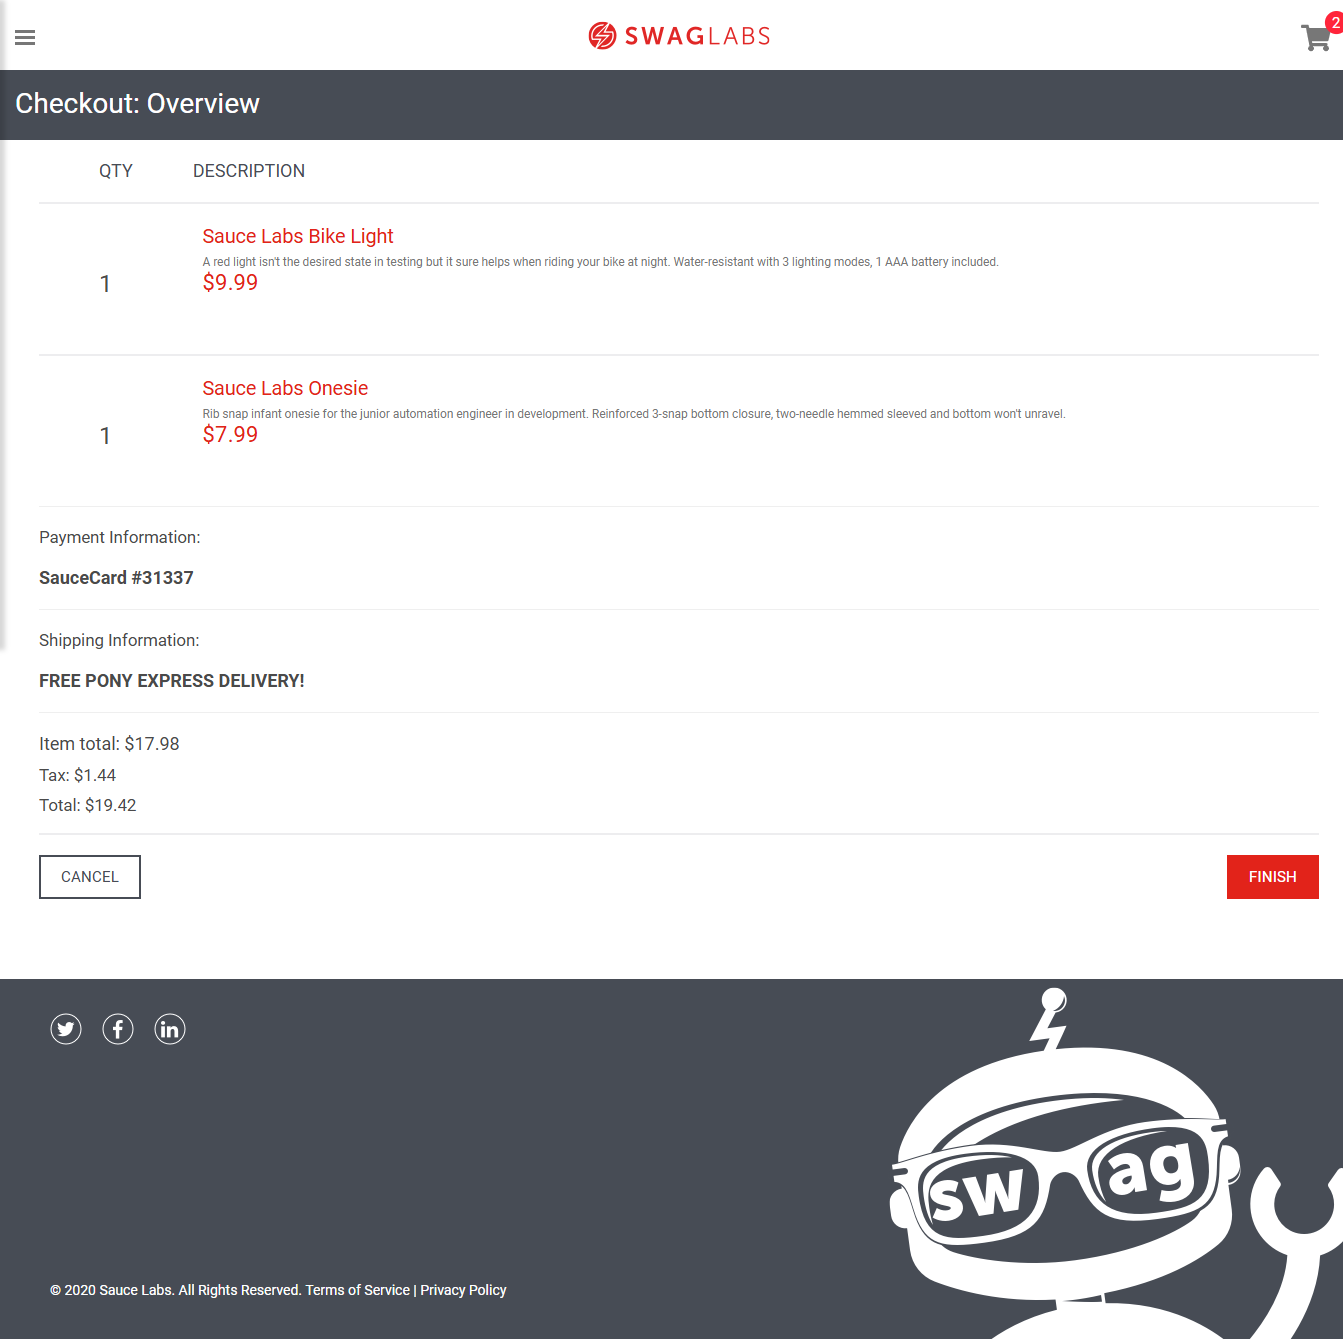 SWAGLABS
2
Checkout: Overview
QTY DESCRIPTION
Sauce Labs Bike Light
A red light isn't the desired state in testing but it sure helps when riding your bike at night. Water-resistant with 3 lighting modes, 1 AAA battery included.
1
$9.99
Sauce Labs Onesie
Rib snap infant onesie for the junior automation engineer in development. Reinforced 3-snap bottom closure, two-needle hemmed sleeved and bottom won't unravel.
1
$7.99
Payment Information:
SauceCard #31337
Shipping Information:
FREE PONY EXPRESS DELIVERY!
Item total: $17.98
Tax: $1.44
Total: $19.42
CANCEL FINISH
swag
© 2020 Sauce Labs. All Rights Reserved. Terms of Service | Privacy Policy